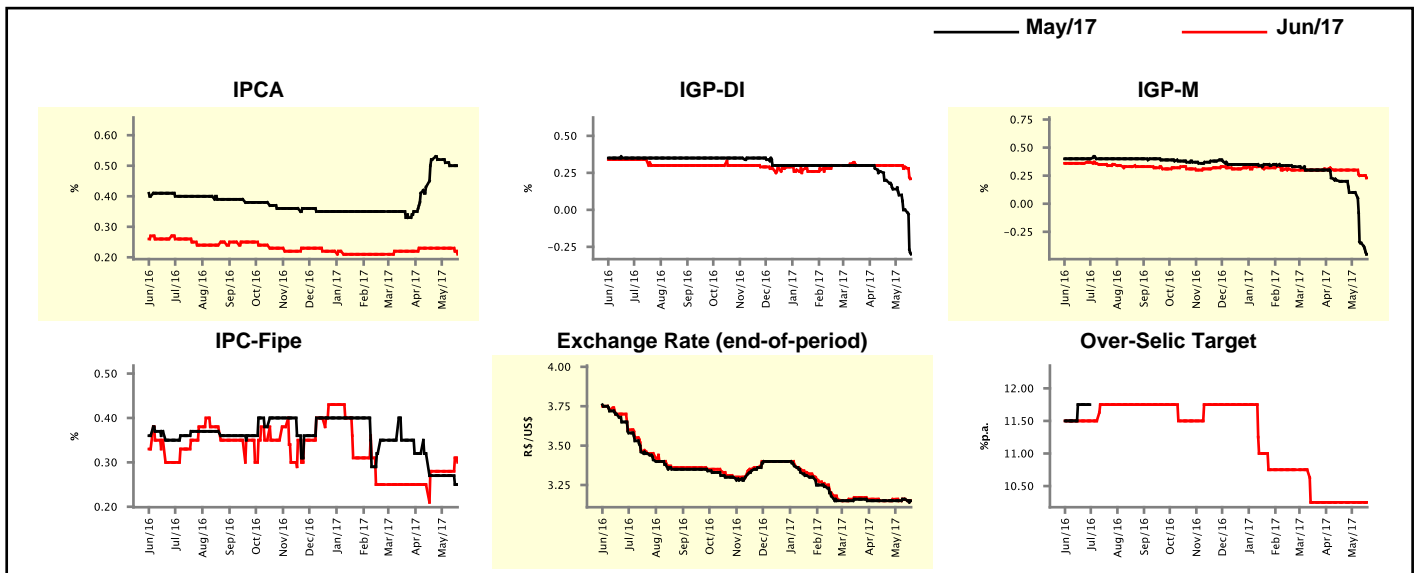 May/17 Jun/17
IPCA
%
0.60
0.50
0.40
0.30
0.20
Jun/16 Jul/16 Aug/16 Sep/16 Oct/16 Nov/16 Dec/16 Jan/17 Feb/17 Mar/17 Apr/17 May/17
IGP-DI
%
0.50
0.25
0.00
−0.25
Jun/16 Jul/16 Aug/16 Sep/16 Oct/16 Nov/16 Dec/16 Jan/17 Feb/17 Mar/17 Apr/17 May/17
IGP-M
%
0.75
0.50
0.25
0.00
−0.25
Jun/16 Jul/16 Aug/16 Sep/16 Oct/16 Nov/16 Dec/16 Jan/17 Feb/17 Mar/17 Apr/17 May/17
IPC-Fipe
%
0.50
0.40
0.30
0.20
Jun/16 Jul/16 Aug/16 Sep/16 Oct/16 Nov/16 Dec/16 Jan/17 Feb/17 Mar/17 Apr/17 May/17
Exchange Rate (end-of-period)
R$/US$
4.00
3.75
3.50
3.25
Jun/16 Jul/16 Aug/16 Sep/16 Oct/16 Nov/16 Dec/16 Jan/17 Feb/17 Mar/17 Apr/17 May/17
Over-Selic Target
%p.a.
12.00
11.50
11.00
10.50
Jun/16 Jul/16 Aug/16 Sep/16 Oct/16 Nov/16 Dec/16 Jan/17 Feb/17 Mar/17 Apr/17 May/17